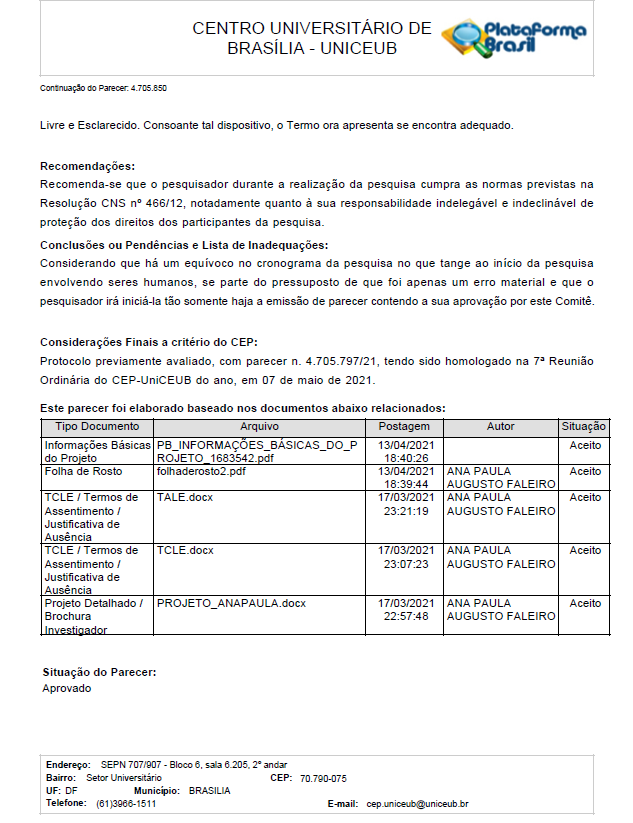 CENTRO UNIVERSITÁRIO DE
BRASÍLIA - UNICEUB
Plataforma
Brasil
Continuação do Parecer: 4.705.850
Livre e Esclarecido. Consoante tal dispositivo, o Termo ora apresenta se encontra adequado.
Recomendações:
Recomenda-se que o pesquisador durante a realização da pesquisa cumpra as normas previstas na
Resolução CNS nº 466/12, notadamente quanto à sua responsabilidade indelegável e indeclinável de
proteção dos direitos dos participantes da pesquisa.
Conclusões ou Pendências e Lista de Inadequações:
Considerando que há um equívoco no cronograma da pesquisa no que tange ao início da pesquisa
envolvendo seres humanos, se parte do pressuposto de que foi apenas um erro material e que o
pesquisador irá iniciá-la tão somente haja a emissão de parecer contendo a sua aprovação por este Comitê.
Considerações Finais a critério do CEP:
Protocolo previamente avaliado, com parecer n. 4.705.797/21, tendo sido homologado na 7ª Reunião
Ordinária do CEP-UniCEUB do ano, em 07 de maio de 2021.
Este parecer foi elaborado baseado nos documentos abaixo relacionados:
Tipo Documento Arquivo Postagem Autor Situação
Informações Básicas PB_INFORMAÇÕES_BÁSICAS_DO_P 13/04/2021 Aceito
do Projeto ROJETO_1683542.pdf 18:40:26
Folha de Rosto folhaderosto2.pdf 13/04/2021 ANA PAULA Aceito
18:39:44 AUGUSTO FALEIRO
TCLE / Termos de TALE.docx 17/03/2021 ANA PAULA Aceito
Assentimento / 23:21:19 AUGUSTO FALEIRO
Justificativa de
Ausência
TCLE / Termos de TCLE.docx 17/03/2021 ANA PAULA Aceito
Assentimento / 23:07:23 AUGUSTO FALEIRO
Justificativa de
Ausência
Projeto Detalhado / PROJETO_ANAPAULA.docx 17/03/2021 ANA PAULA Aceito
Brochura 22:57:48 AUGUSTO FALEIRO
Investigador
Situação do Parecer:
Aprovado
Endereço: SEPN 707/907 - Bloco 6, sala 6.205, 2º andar
Bairro: Setor Universitário CEP: 70.790-075
UF: DF Município: BRASILIA
Telefone: (61)3966-1511 E-mail: cep.uniceub@uniceub.br